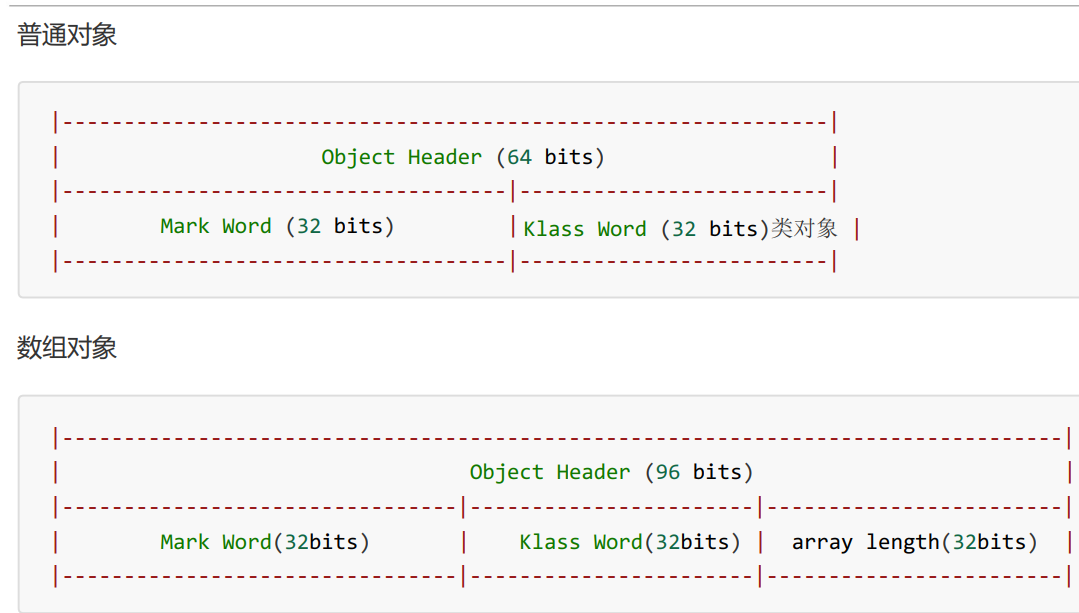 普通对象
|--------------------------------------------------------------|
| Object Header (64 bits) |
|------------------------------------|-------------------------|
| Mark Word (32 bits) | Klass Word (32 bits)类对象 |
|------------------------------------|-------------------------|
数组对象
|---------------------------------------------------------------------------------|
| Object Header (96 bits) |
|--------------------------------|-----------------------|------------------------|
| Mark Word(32bits) | Klass Word(32bits) | array length(32bits) |
|--------------------------------|-----------------------|------------------------|